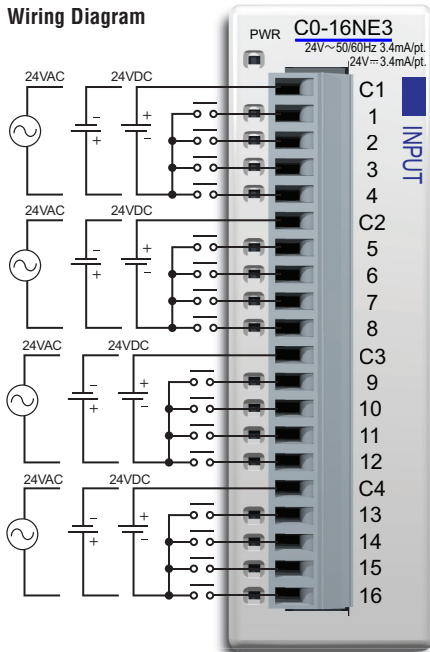 Wiring Diagram
PWR
C0-16NE3
24V～50/60Hz 3.4mA/pt.
24V⎓3.4mA/pt.
INPUT
24VAC 24VDC C1
- + 1
+ - 2
3
4
24VAC 24VDC C2
- + 5
+ - 6
7
8
24VAC 24VDC C3
- + 9
+ - 10
11
12
24VAC 24VDC C4
- + 13
+ - 14
15
16